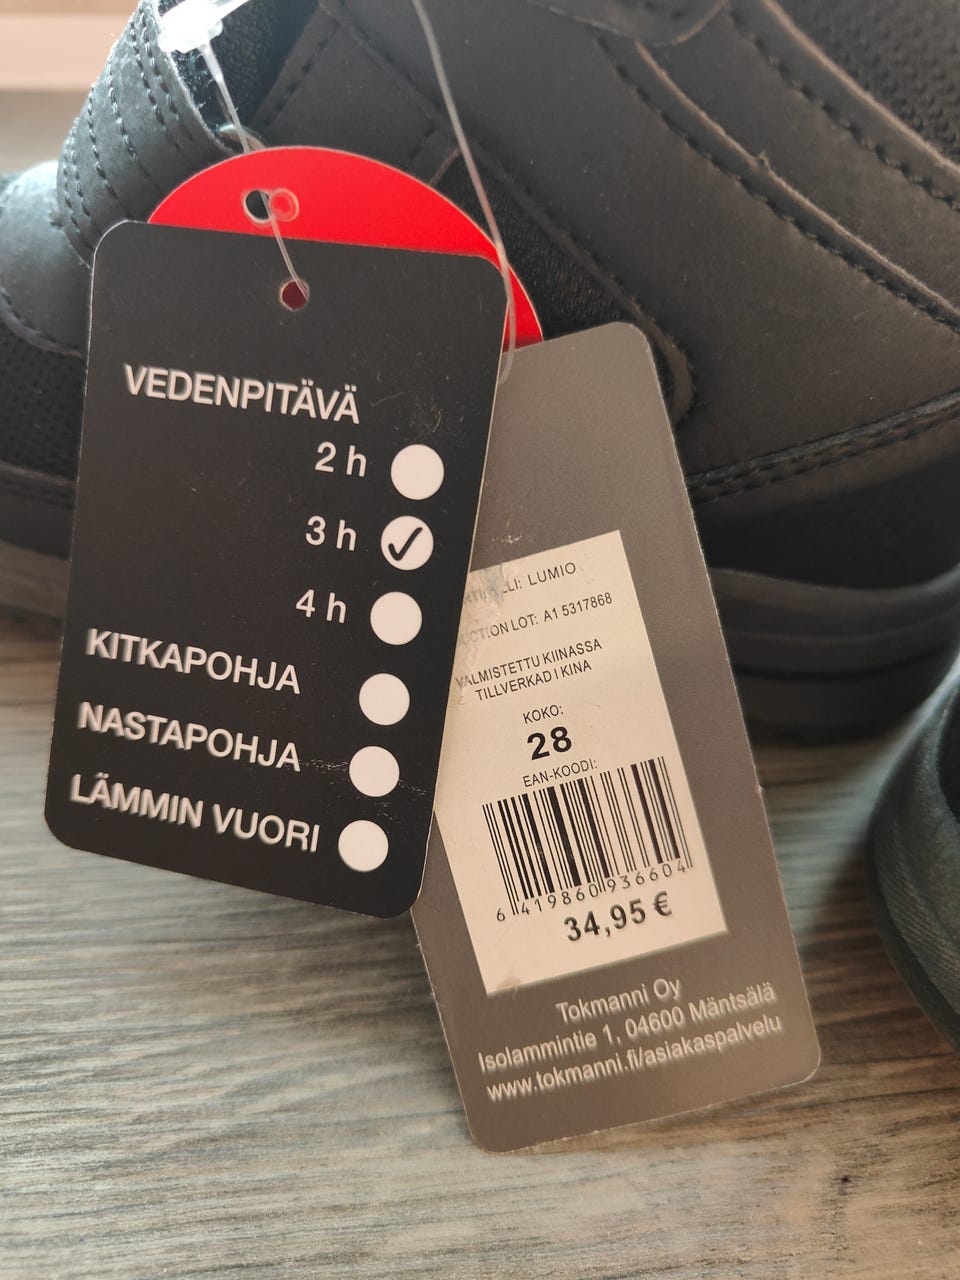 VEDENPITÄVÄ
2 h
3 h
4 h
KITKAPOHJA
NASTAPOHJA
LÄMMIN VUORI
LUMIO
LOT: A1 5317868
VALMISTETTU KIINASSA
TILLVERKAD I KINA
KOKO:
28
EAN-KOODI:
6 419860 936604
34,95 €
Tokmanni Oy
Isolammintie 1, 04600 Mäntsälä
www.tokmanni.fi/asiakaspalvelu